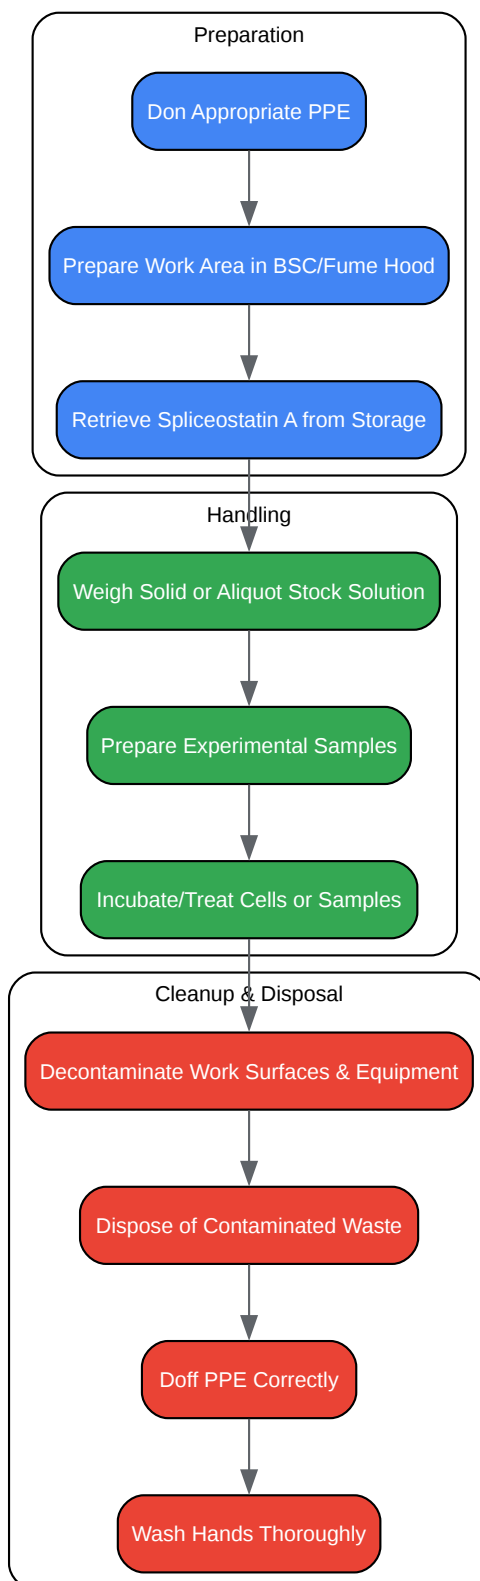 Preparation
Don Appropriate PPE
Prepare Work Area in BSC/Fume Hood
Retrieve Spliceostatin A from Storage
Handling
Weigh Solid or Aliquot Stock Solution
Prepare Experimental Samples
Incubate/Treat Cells or Samples
Cleanup & Disposal
Decontaminate Work Surfaces & Equipment
Dispose of Contaminated Waste
Doff PPE Correctly
Wash Hands Thoroughly